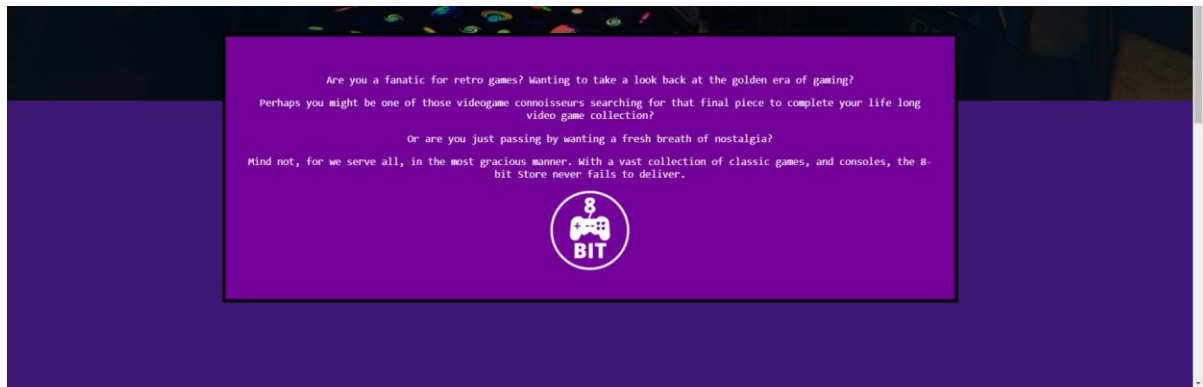 Are you a fanatic for retro games? Wanting to take a look back at the golden era of gaming?
Perhaps you might be one of those videogame connoisseurs searching for that final piece to complete your life long
video game collection?
Or are you just passing by wanting a fresh breath of nostalgia?
Mind not, for we serve all, in the most gracious manner. With a vast collection of classic games, and consoles, the 8-
bit Store never fails to deliver.
8
BIT